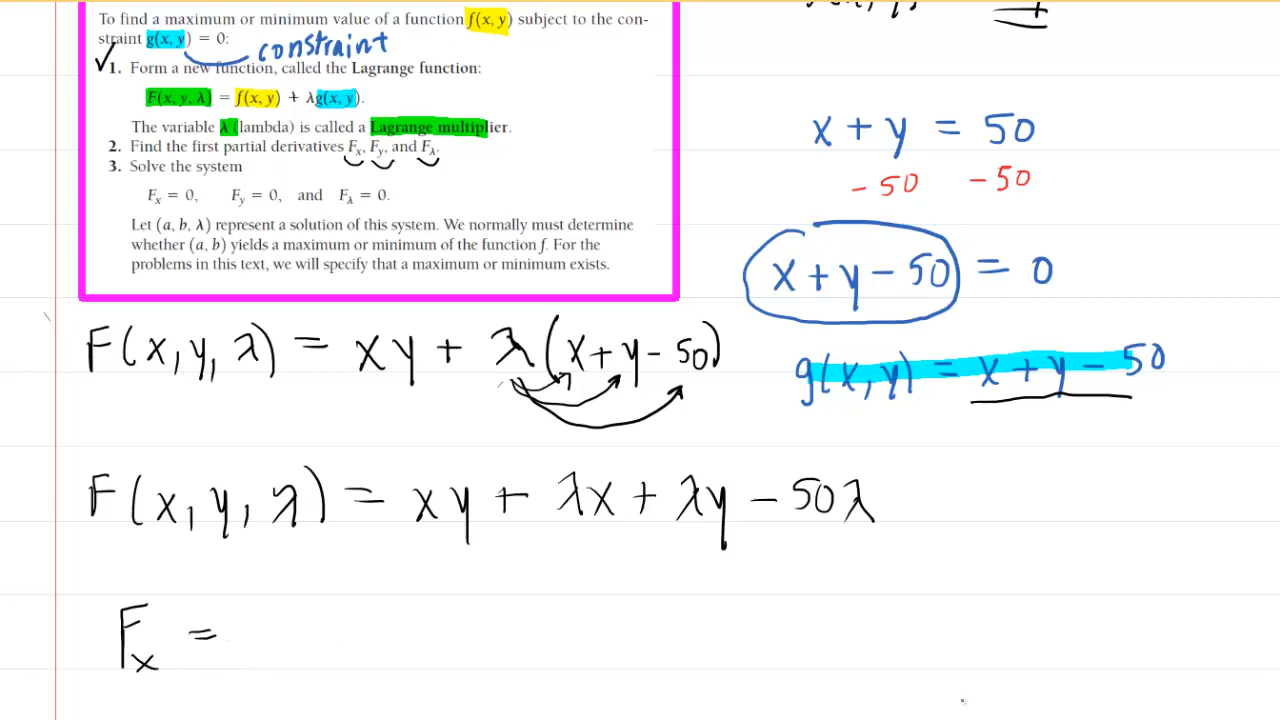 To find a maximum or minimum value of a function f(x, y) subject to the con-
straint g(x, y) = 0:
constraint
✓
1. Form a new function, called the Lagrange function:
F(x, y, λ) = f(x, y) + λg(x, y).
The variable λ (lambda) is called a Lagrange multiplier.
2. Find the first partial derivatives Fx, Fy, and Fλ.
3. Solve the system
Fx = 0, Fy = 0, and Fλ = 0.
Let (a, b, λ) represent a solution of this system. We normally must determine
whether (a, b) yields a maximum or minimum of the function f. For the
problems in this text, we will specify that a maximum or minimum exists.
x + y = 50
- 50 - 50
x + y - 50 = 0
g(x, y) = x + y - 50
F(x, y, λ) = xy + λ(x + y - 50)
F(x, y, λ) = xy + λx + λy - 50λ
Fx =